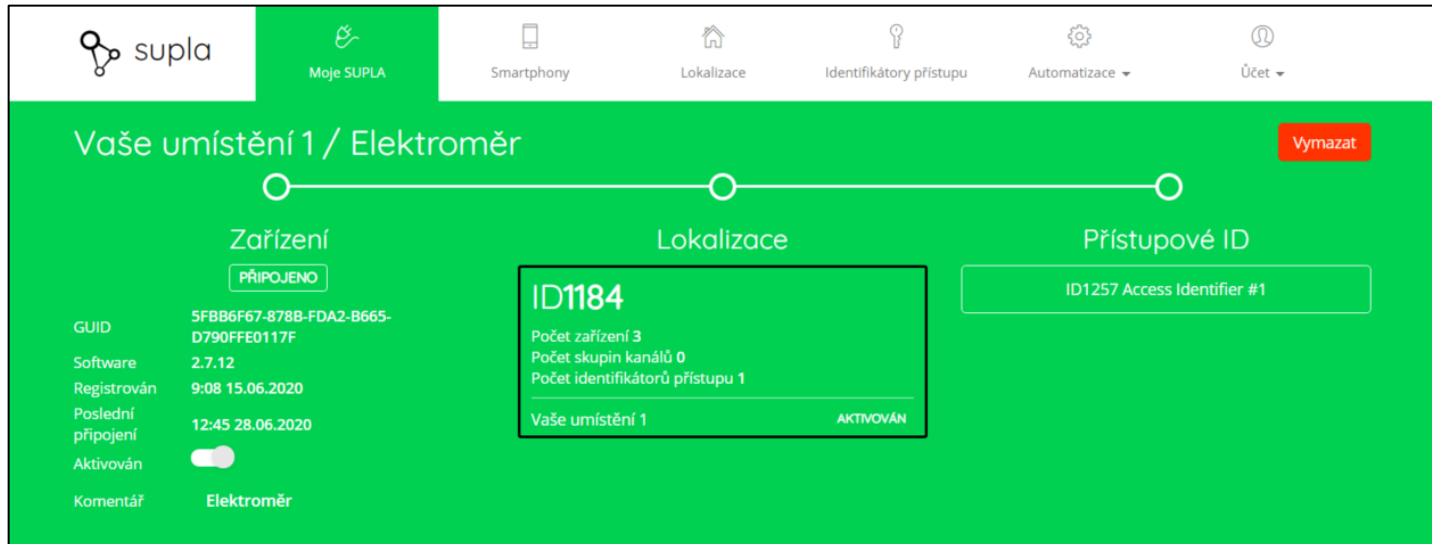 supla
Moje SUPLA
Smartphony
Lokalizace
Identifikátory přístupu
Automatizace
Účet
Vaše umístění 1 / Elektroměr
Vymazat
Zařízení
PŘIPOJENO
GUID 5FBB6F67-878B-FDA2-B665-
D790FFE0117F
Software 2.7.12
Registrován 9:08 15.06.2020
Poslední
připojení 12:45 28.06.2020
Aktivován
Komentář Elektroměr
Lokalizace
ID1184
Počet zařízení 3
Počet skupin kanálů 0
Počet identifikátorů přístupu 1
Vaše umístění 1 AKTIVOVÁN
Přístupové ID
ID1257 Access Identifier #1